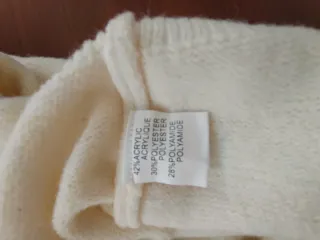 42%ACRYLIC
ACRYLIQUE
30%POLYESTER
POLYESTER
28%POLYAMIDE
POLYAMIDE